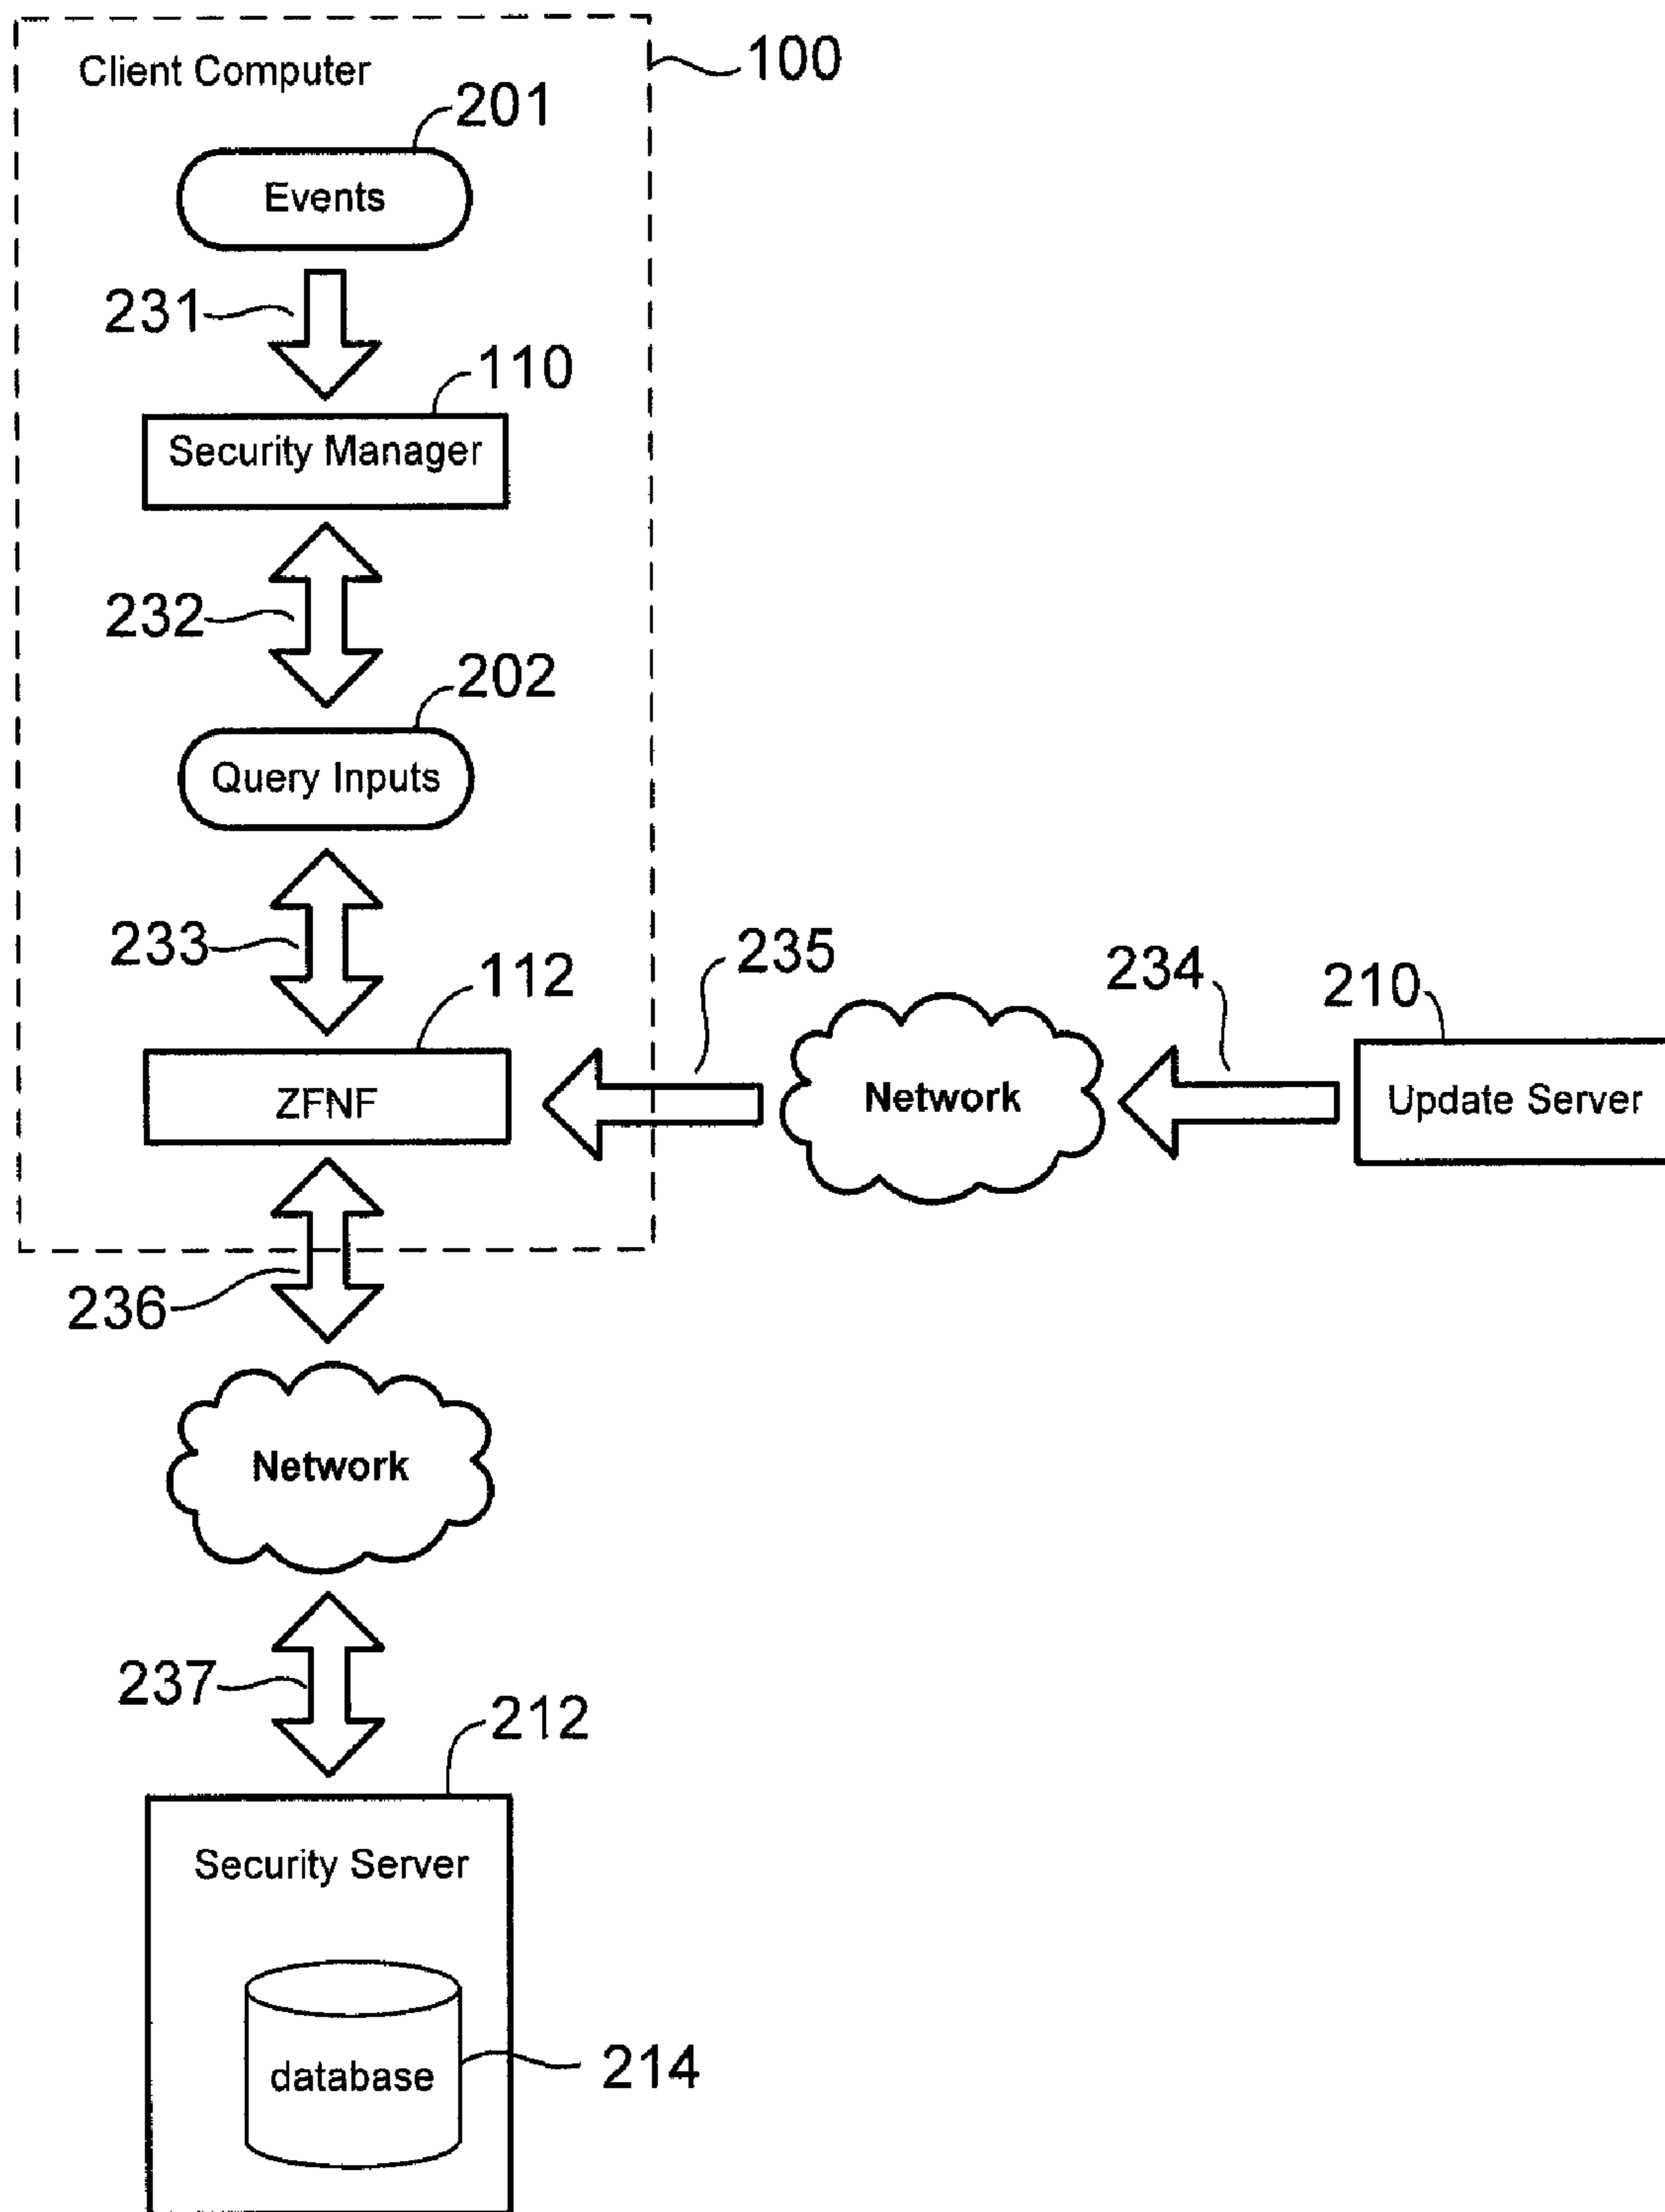 Client Computer
100
201
Events
231
110
Security Manager
232
202
Query Inputs
233
112
ZFNF
235
Network
234
210
Update Server
236
Network
237
212
Security Server
database
214